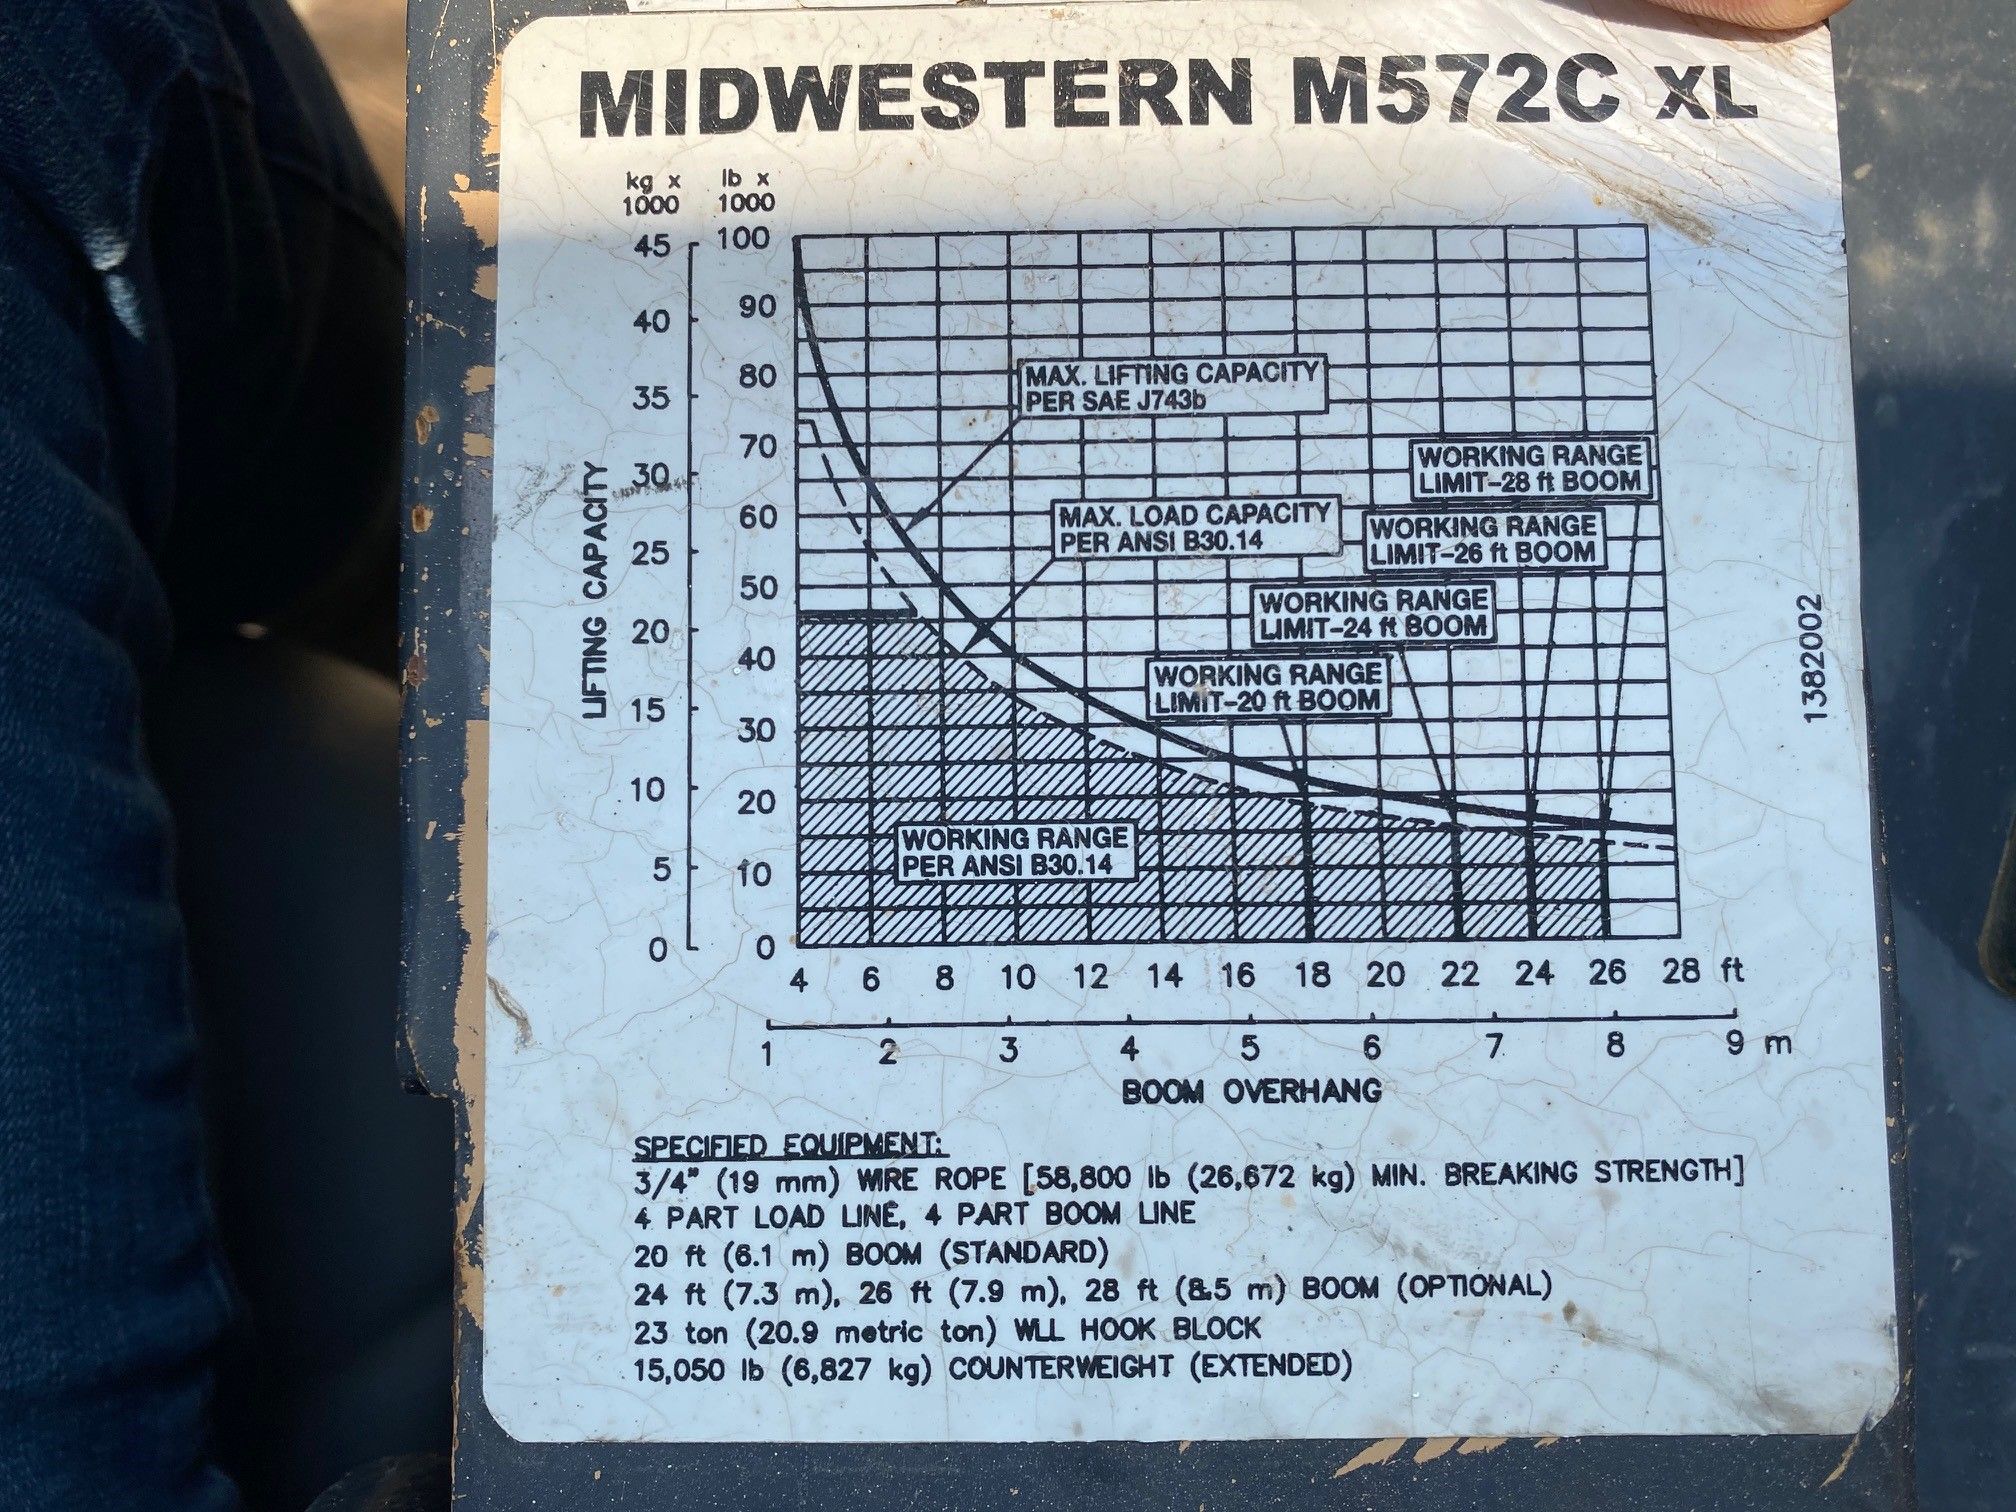 MIDWESTERN M572C XL
kg x
1000
lb x
1000
45
40
35
30
25
20
15
10
5
0
100
90
80
70
60
50
40
30
20
10
0
LIFTING CAPACITY
MAX. LIFTING CAPACITY
PER SAE J743b
MAX. LOAD CAPACITY
PER ANSI B30.14
WORKING RANGE
LIMIT-28 ft BOOM
WORKING RANGE
LIMIT-26 ft BOOM
WORKING RANGE
LIMIT-24 ft BOOM
WORKING RANGE
LIMIT-20 ft BOOM
WORKING RANGE
PER ANSI B30.14
1382002
4 6 8 10 12 14 16 18 20 22 24 26 28 ft
1 2 3 4 5 6 7 8 9 m
BOOM OVERHANG
SPECIFIED EQUIPMENT:
3/4" (19 mm) WIRE ROPE [58,800 lb (26,672 kg) MIN. BREAKING STRENGTH]
4 PART LOAD LINE, 4 PART BOOM LINE
20 ft (6.1 m) BOOM (STANDARD)
24 ft (7.3 m), 26 ft (7.9 m), 28 ft (8.5 m) BOOM (OPTIONAL)
23 ton (20.9 metric ton) WLL HOOK BLOCK
15,050 lb (6,827 kg) COUNTERWEIGHT (EXTENDED)